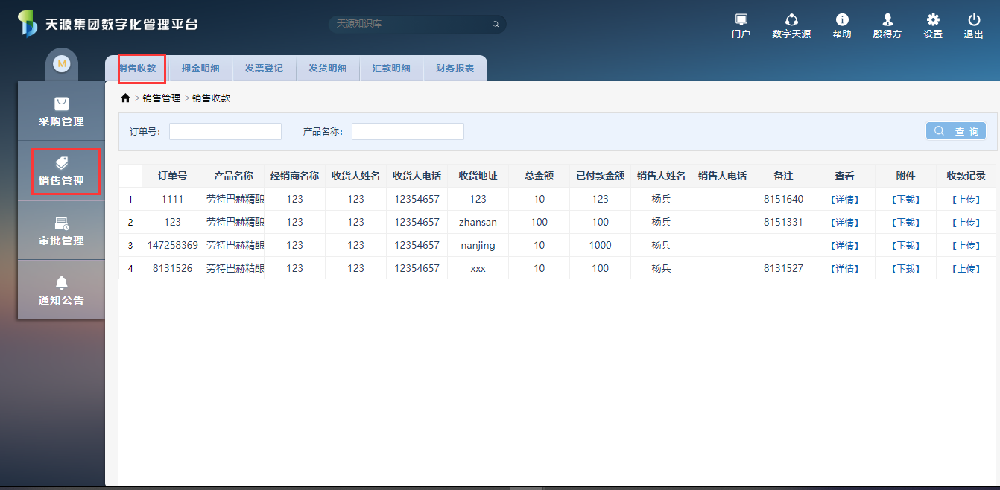 天源集团数字化管理平台
天源知识库
门户 数字天源 帮助 股得方 设置 退出
M
销售收款 押金明细 发票登记 发货明细 汇款明细 财务报表
采购管理
销售管理
审批管理
通知公告
> 销售管理 > 销售收款
订单号: 产品名称: 查 询
订单号 产品名称 经销商名称 收货人姓名 收货人电话 收货地址 总金额 已付款金额 销售人姓名 销售人电话 备注 查看 附件 收款记录
1 1111 劳特巴赫精酿 123 123 12354657 123 10 123 杨兵 8151640 【详情】 【下载】 【上传】
2 123 劳特巴赫精酿 123 123 12354657 zhansan 100 100 杨兵 8151331 【详情】 【下载】 【上传】
3 147258369 劳特巴赫精酿 123 123 12354657 nanjing 10 1000 杨兵 【详情】 【下载】 【上传】
4 8131526 劳特巴赫精酿 123 123 12354657 xxx 10 100 杨兵 8131527 【详情】 【下载】 【上传】